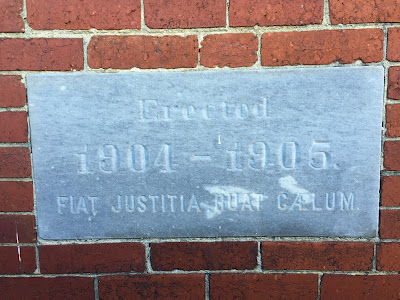 Erected
1904 - 1905.
FIAT JUSTITIA RUAT CÆLUM.